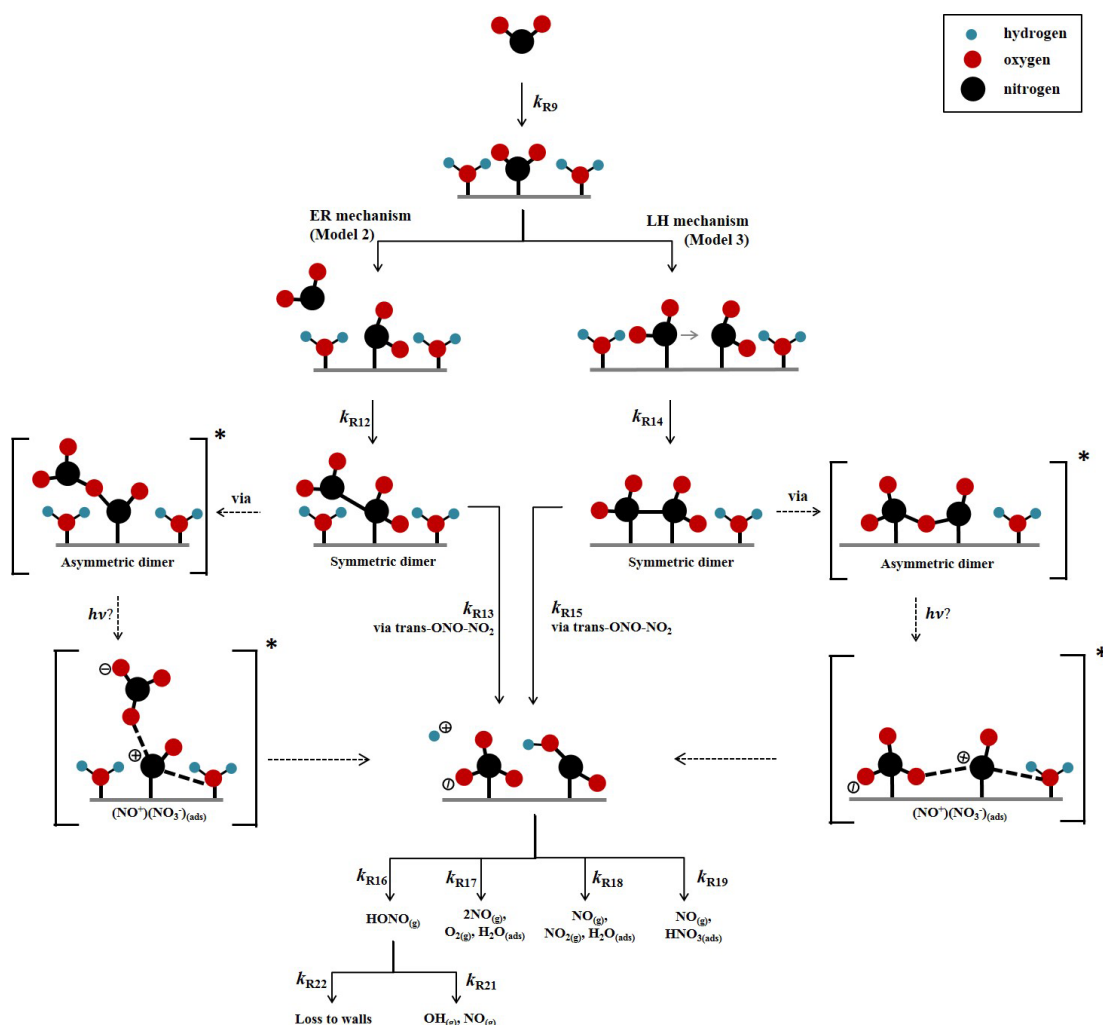 hydrogen
oxygen
nitrogen
kR9
ER mechanism
(Model 2)
LH mechanism
(Model 3)
kR12
kR14
*
*
via
via
Asymmetric dimer
Symmetric dimer
Symmetric dimer
Asymmetric dimer
hν?
kR13
via trans-ONO-NO2
kR15
via trans-ONO-NO2
hν?
*
*
⊖
⊕
⊕
⊖
⊕
⊖
(NO+)(NO3-)(ads)
(NO+)(NO3-)(ads)
kR16
kR17
kR18
kR19
HONO(g)
2NO(g),
O2(g), H2O(ads)
NO(g),
NO2(g), H2O(ads)
NO(g),
HNO3(ads)
kR22
kR21
Loss to walls
OH(g), NO(g)